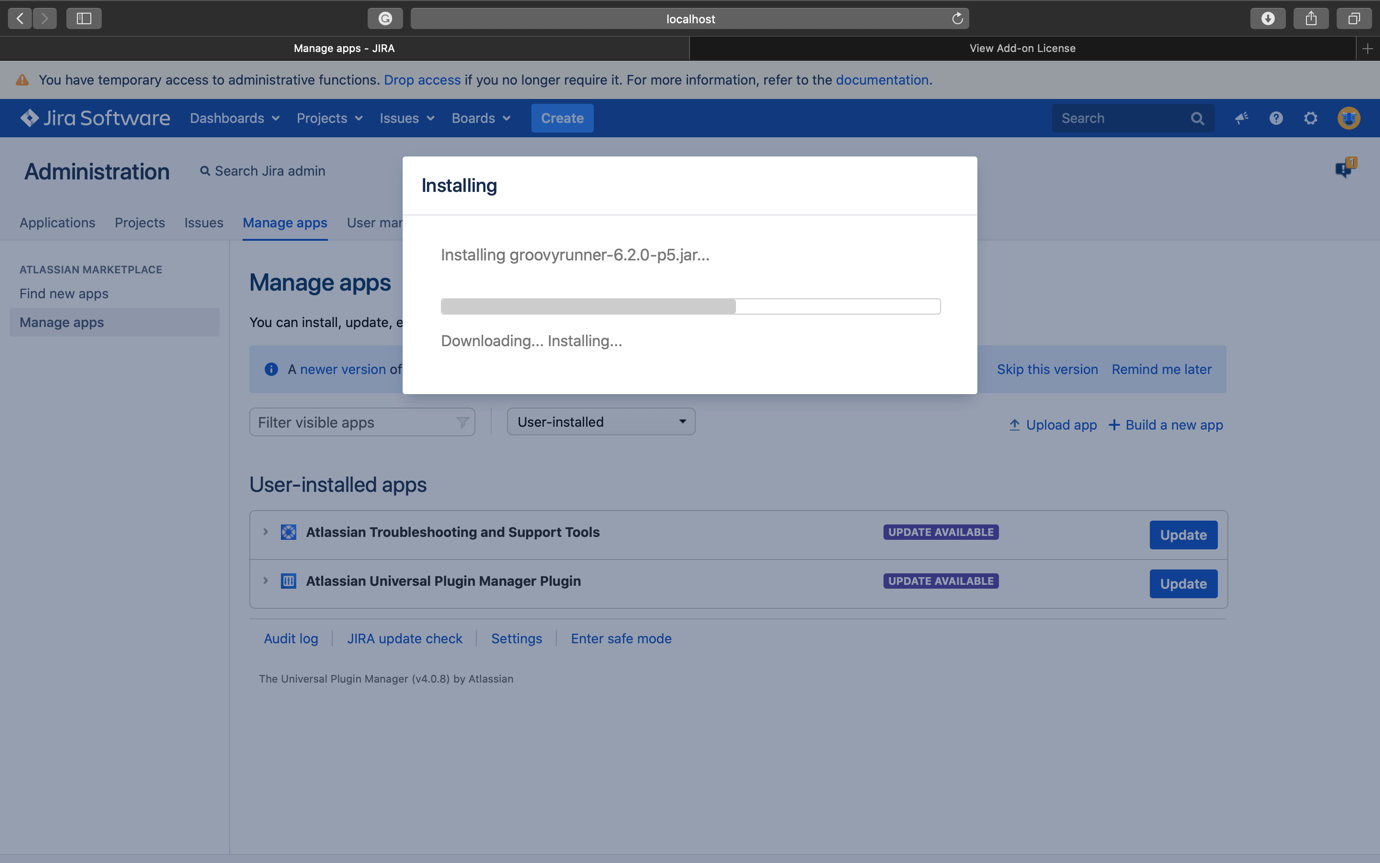 localhost
Manage apps - JIRA
View Add-on License
You have temporary access to administrative functions. Drop access if you no longer require it. For more information, refer to the documentation.
Jira Software Dashboards Projects Issues Boards Create Search
Administration Search Jira admin 1
Applications Projects Issues Manage apps User mar
Installing
Installing groovyrunner-6.2.0-p5.jar...
Downloading... Installing...
ATLASSIAN MARKETPLACE
Find new apps
Manage apps
Manage apps
You can install, update, e
A newer version of Skip this version Remind me later
Filter visible apps User-installed Upload app Build a new app
User-installed apps
Atlassian Troubleshooting and Support Tools UPDATE AVAILABLE Update
Atlassian Universal Plugin Manager Plugin UPDATE AVAILABLE Update
Audit log JIRA update check Settings Enter safe mode
The Universal Plugin Manager (v4.0.8) by Atlassian